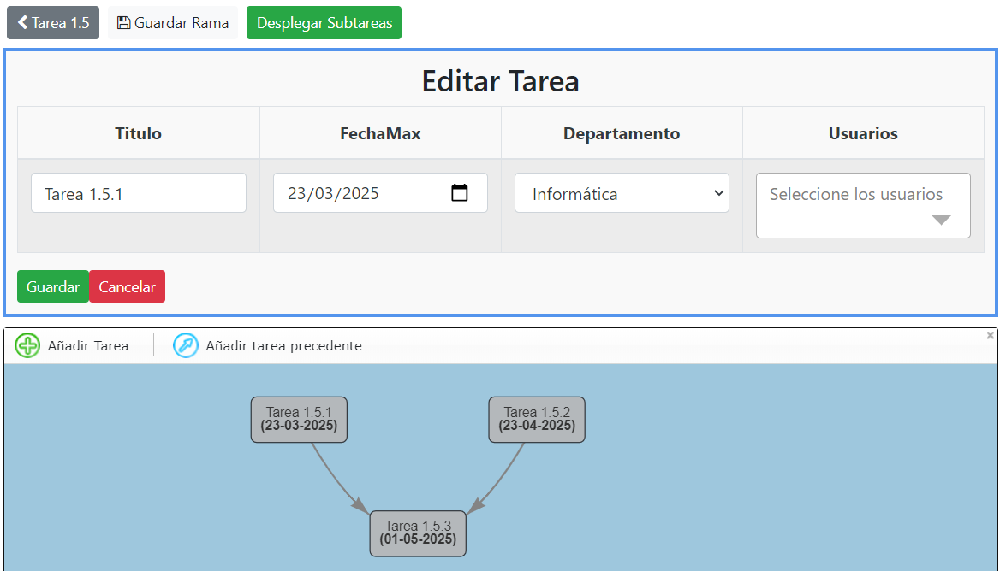 Tarea 1.5 Guardar Rama Desplegar Subtareas
Editar Tarea
Titulo FechaMax Departamento Usuarios
Tarea 1.5.1 23/03/2025 Informática Seleccione los usuarios
Guardar Cancelar
Añadir Tarea Añadir tarea precedente
Tarea 1.5.1 Tarea 1.5.2
(23-03-2025) (23-04-2025)
Tarea 1.5.3
(01-05-2025)